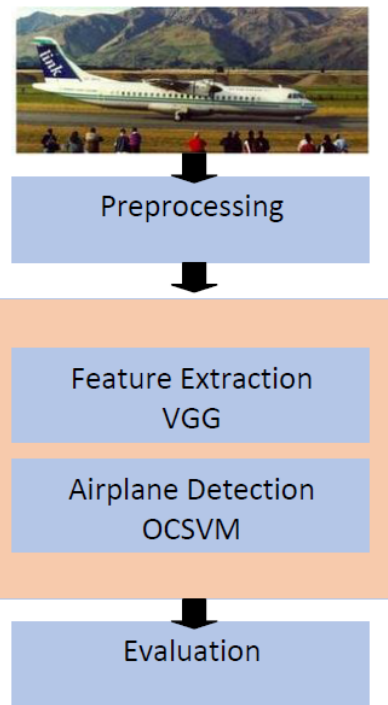 link
Preprocessing
Feature Extraction
VGG
Airplane Detection
OCSVM
Evaluation